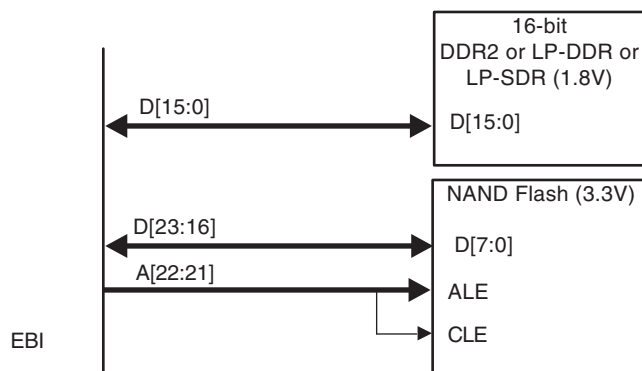 16-bit
DDR2 or LP-DDR or
LP-SDR (1.8V)
D[15:0]
D[15:0]
NAND Flash (3.3V)
D[23:16]
D[7:0]
A[22:21]
ALE
CLE
EBI